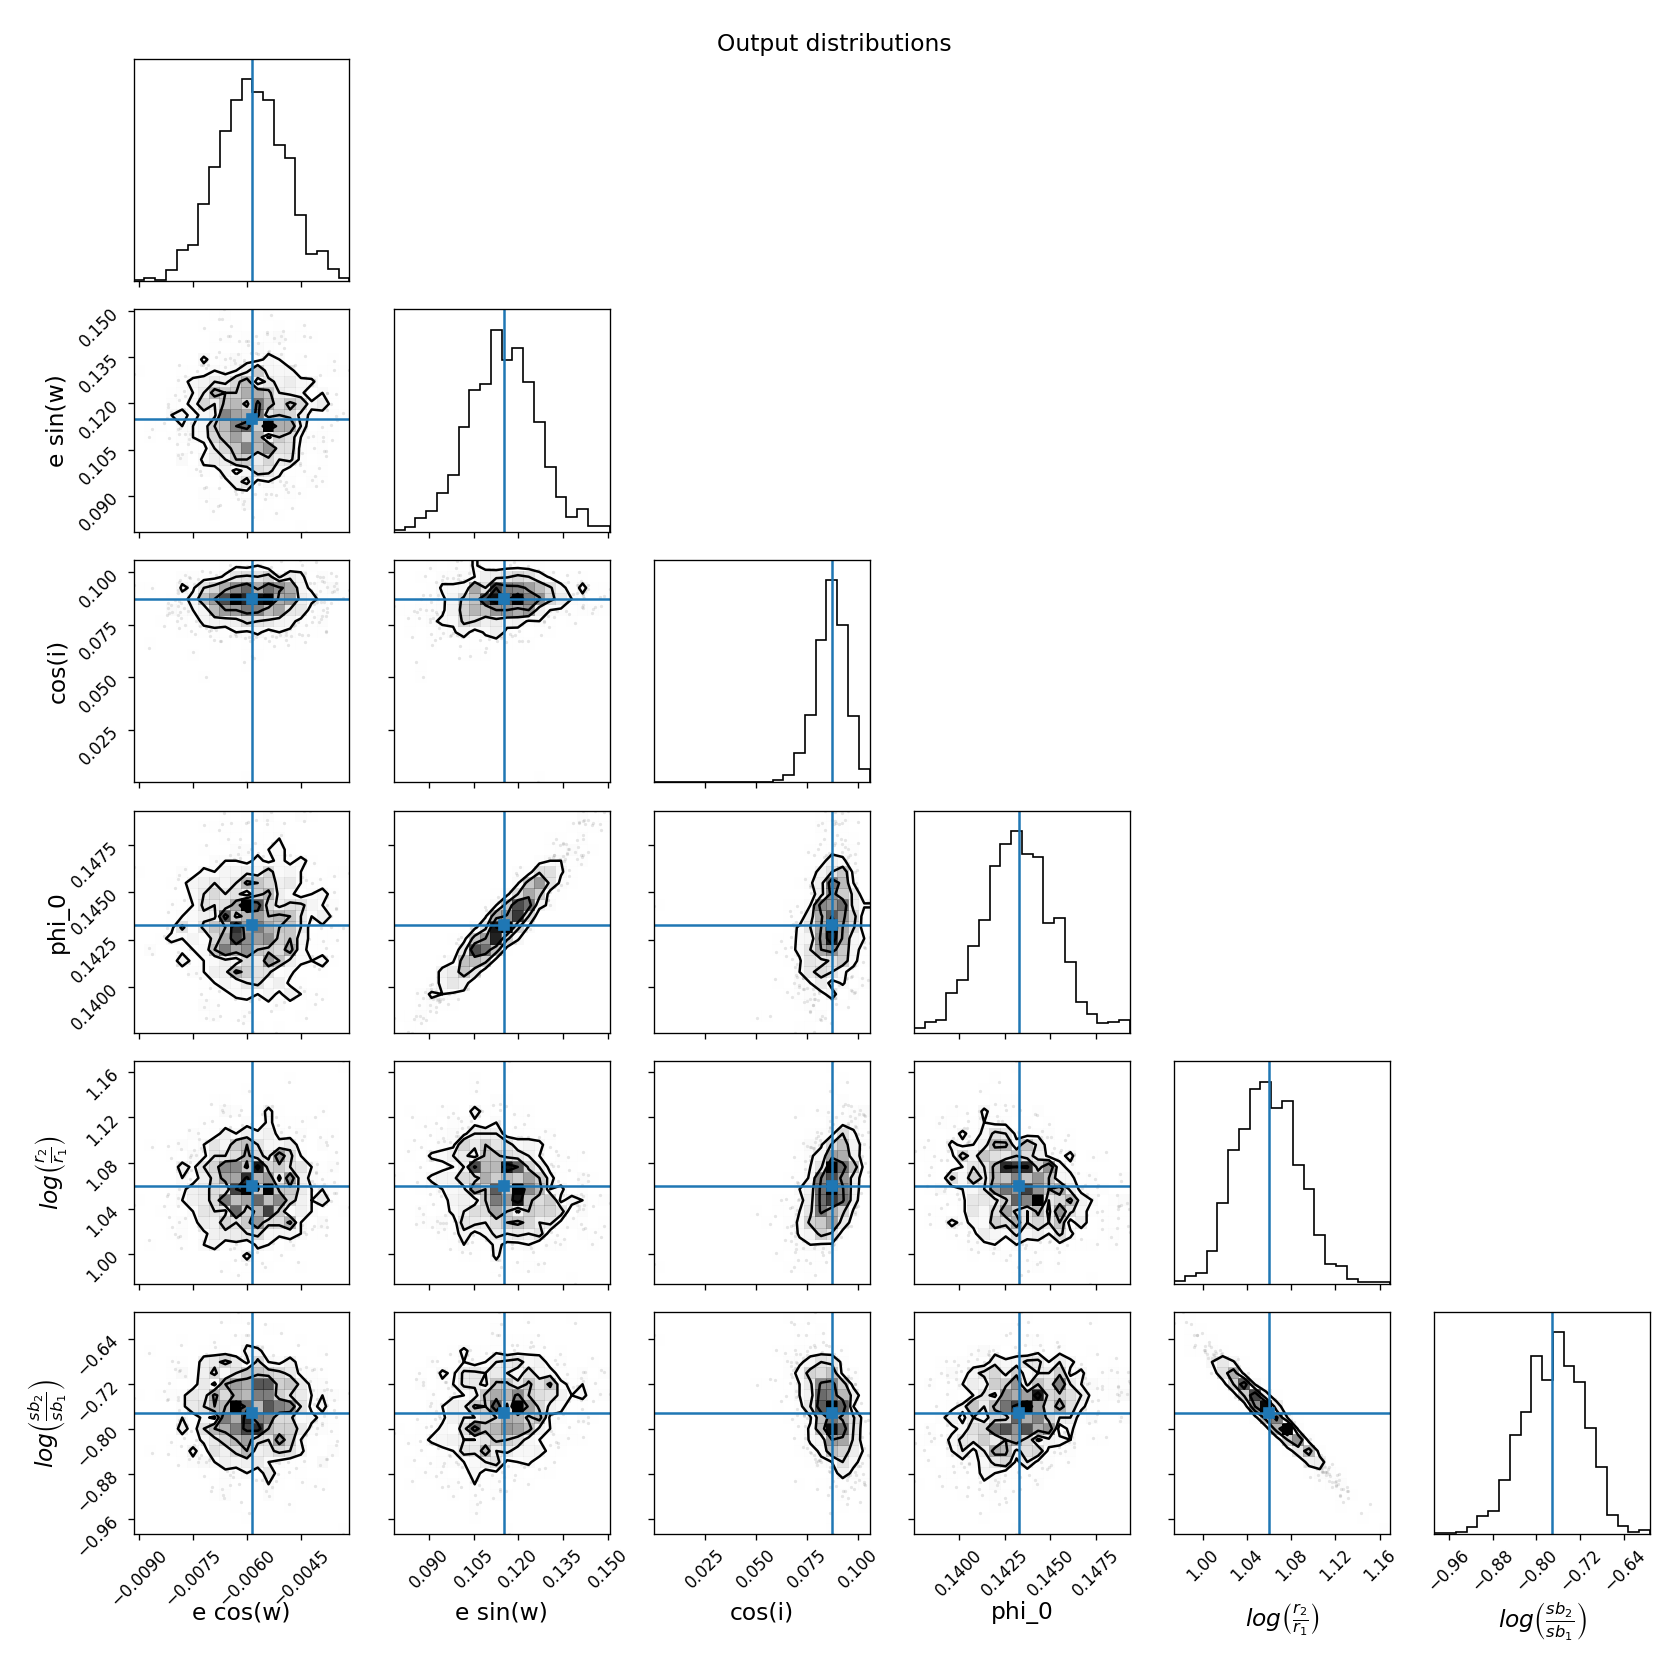 Output distributions
e sin(w)
0.150
0.135
0.120
0.105
0.090
cos(i)
0.100
0.075
0.050
0.025
phi_0
0.1475
0.1450
0.1425
0.1400
log(r₂/r₁)
1.16
1.12
1.08
1.04
1.00
log(sb₂/sb₁)
−0.64
−0.72
−0.80
−0.88
−0.96
−0.0090 −0.0075 −0.0060 −0.0045 0.090 0.105 0.120 0.135 0.150 0.025 0.050 0.075 0.100 0.1400 0.1425 0.1450 0.1475 1.00 1.04 1.08 1.12 1.16 −0.96 −0.88 −0.80 −0.72 −0.64
e cos(w) e sin(w) cos(i) phi_0 log(r₂/r₁) log(sb₂/sb₁)